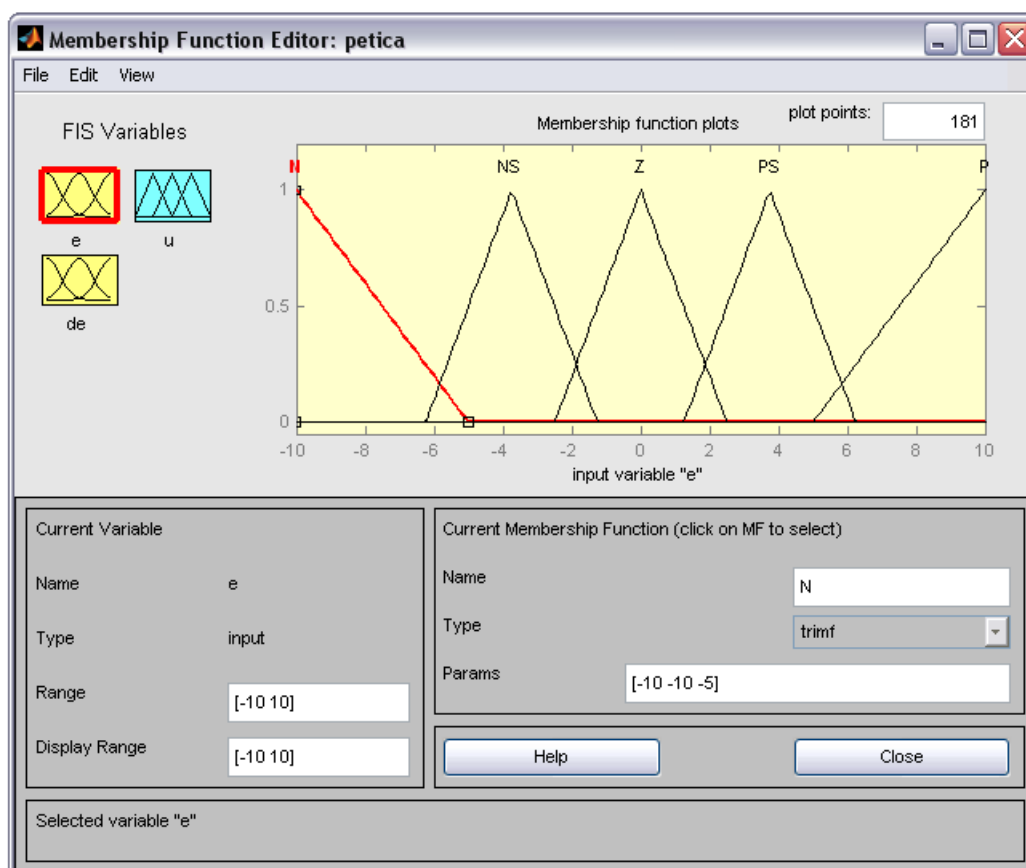 Membership Function Editor: petica
File Edit View
FIS Variables
e
u
de
Membership function plots
plot points:
181
N NS Z PS P
1
0.5
0
-10 -8 -6 -4 -2 0 2 4 6 8 10
input variable "e"
Current Variable
Name e
Type input
Range [-10 10]
Display Range [-10 10]
Current Membership Function (click on MF to select)
Name N
Type trimf
Params [-10 -10 -5]
Help Close
Selected variable "e"